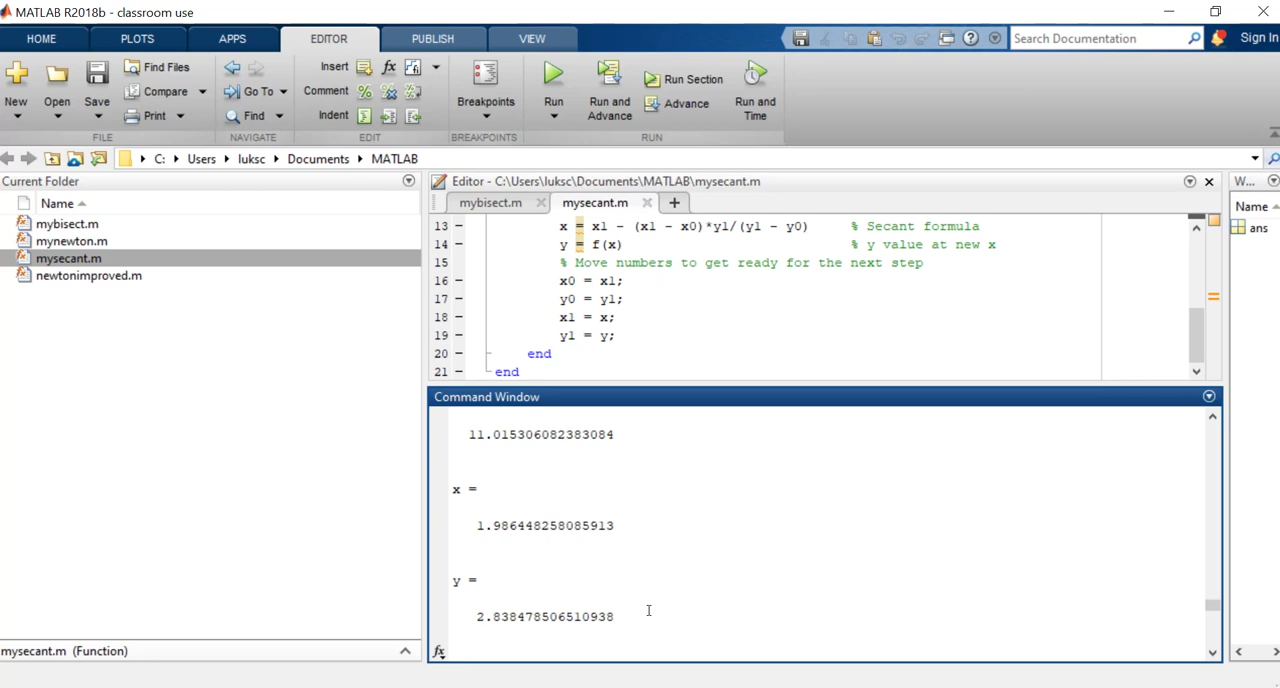 MATLAB R2018b - classroom use
HOME PLOTS APPS EDITOR PUBLISH VIEW Search Documentation Sign In
New Open Save Find Files Compare Print Go To Find Insert Comment Indent fx Breakpoints Run Run and Advance Run Section Advance Run and Time
FILE NAVIGATE EDIT BREAKPOINTS RUN
C: Users luksc Documents MATLAB
Current Folder
Name
mybisect.m
mynewton.m
mysecant.m
newtonimproved.m
mysecant.m (Function)
Editor - C:\Users\luksc\Documents\MATLAB\mysecant.m
mybisect.m mysecant.m +
13 - x = x1 - (x1 - x0)*y1/(y1 - y0) % Secant formula
14 - y = f(x) % y value at new x
15 % Move numbers to get ready for the next step
16 - x0 = x1;
17 - y0 = y1;
18 - x1 = x;
19 - y1 = y;
20 - end
21 - end
Command Window
11.015306082383084
x =
1.986448258085913
y =
2.838478506510938
fx
W...
Name
ans